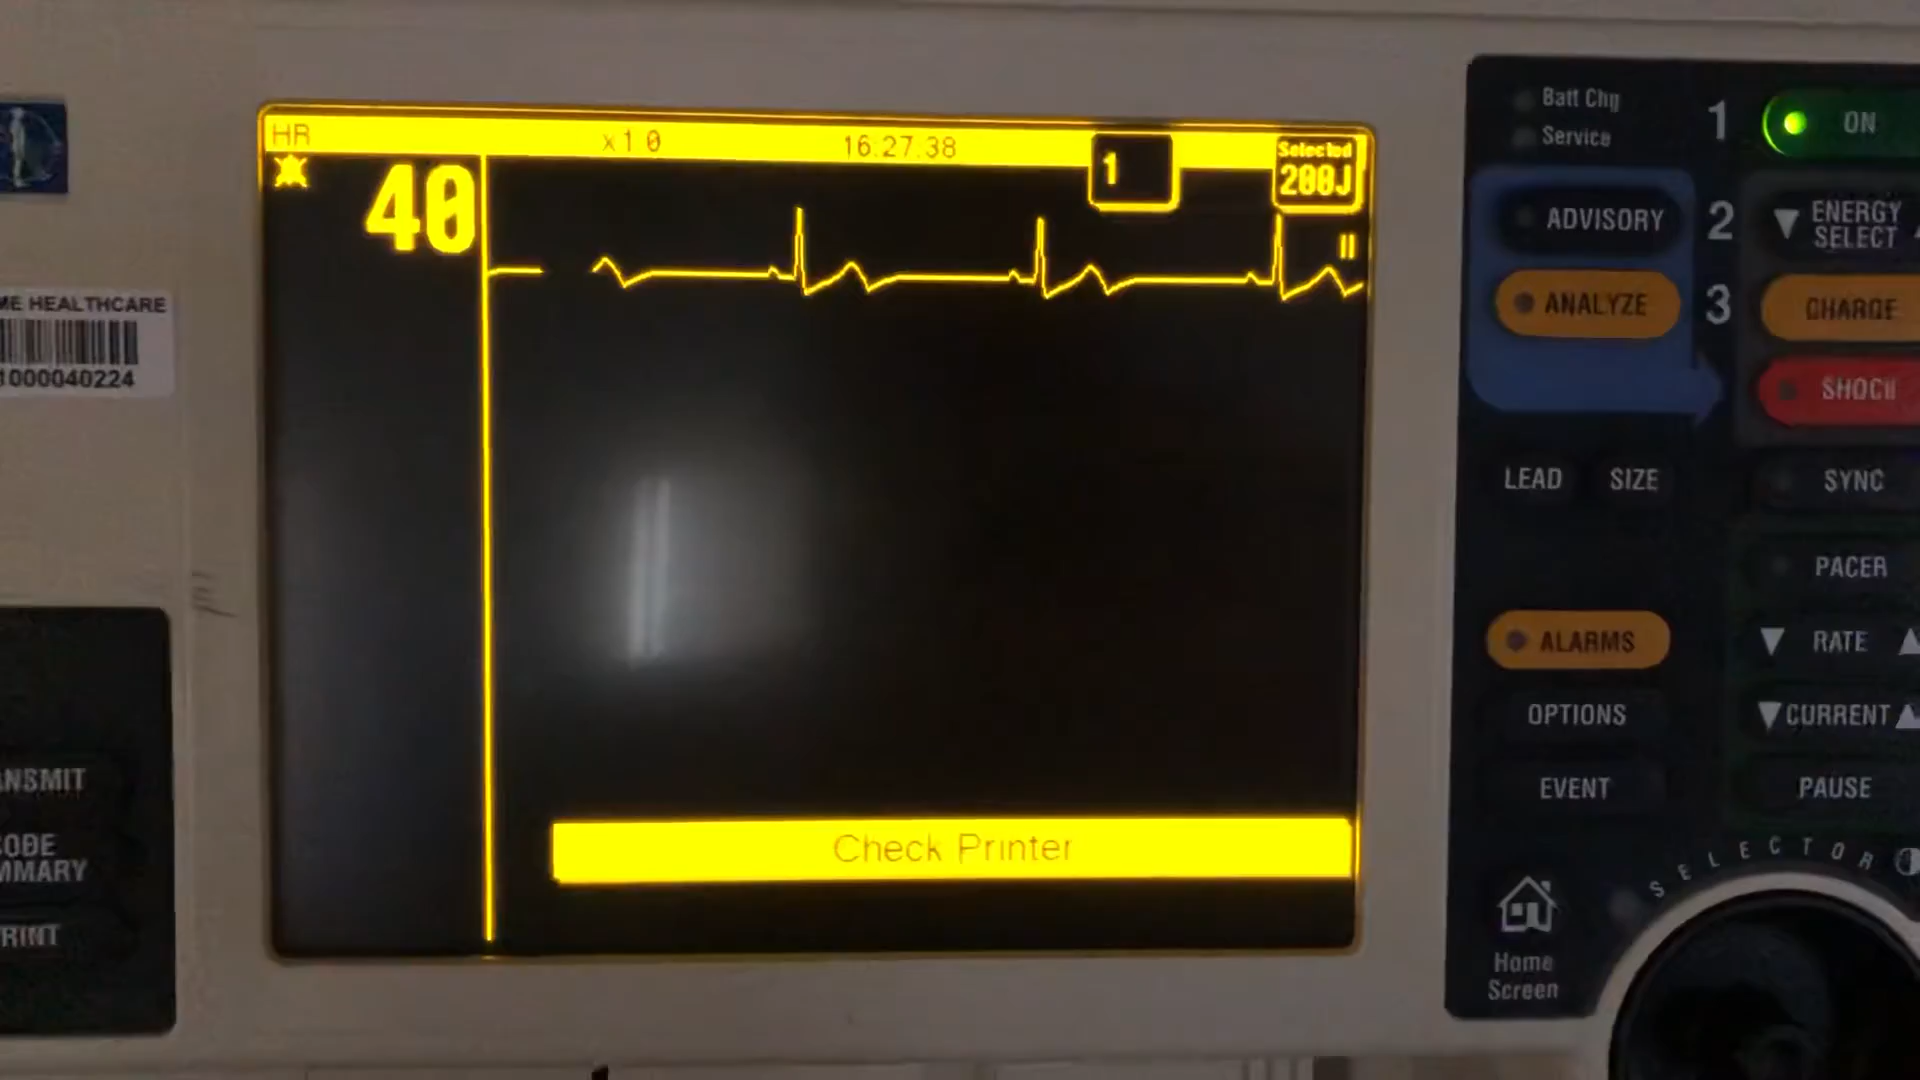 HR x1 0 16:27:38
1
Selected
200J
40
II
Check Printer
ME HEALTHCARE
1000040224
ANSMIT
CODE
MMARY
RINT
Batt Chg
Service
1 ON
ADVISORY
2 ENERGY
SELECT
ANALYZE
3 CHARGE
SHOCK
LEAD SIZE SYNC
PACER
ALARMS RATE
OPTIONS CURRENT
EVENT PAUSE
SELECTOR
Home
Screen